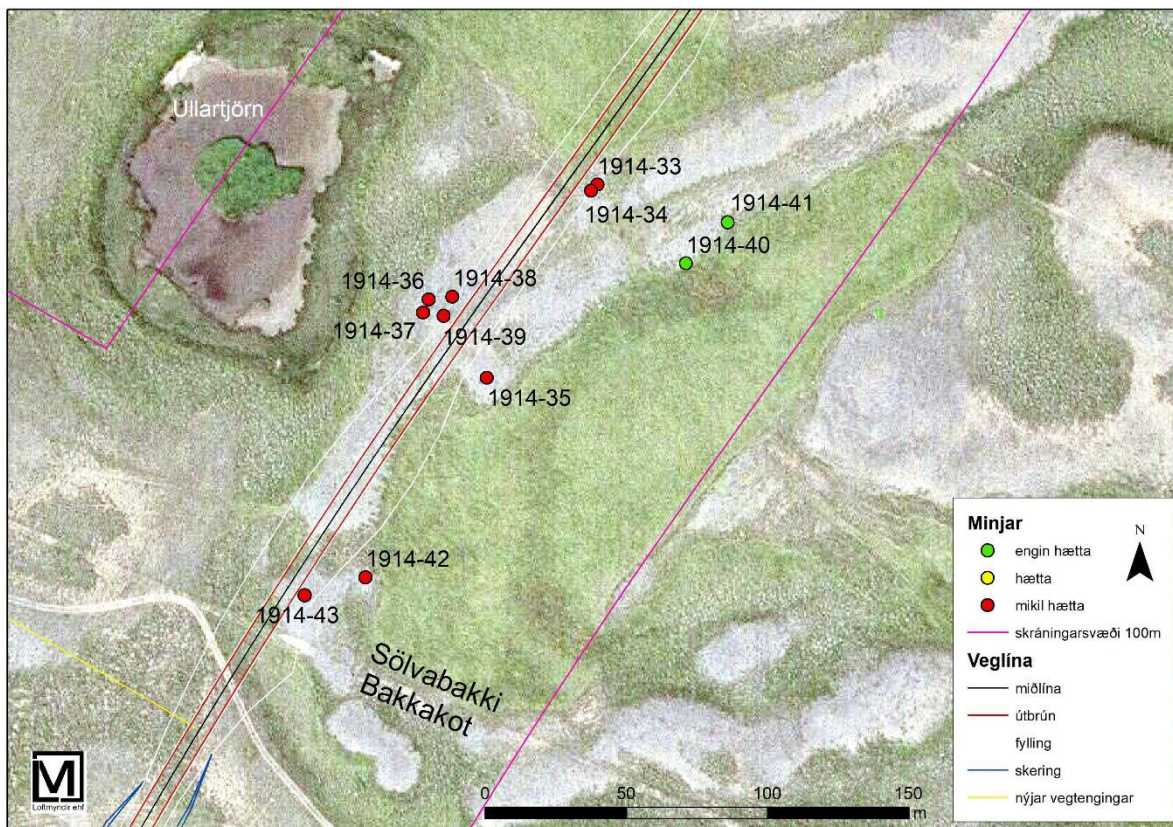 Ullartjörn
1914-33
1914-34
1914-41
1914-40
1914-36
1914-38
1914-37
1914-39
1914-35
1914-42
1914-43
Sölvabakki
Bakkakot
Minjar
N
engin hætta
hætta
mikil hætta
skráningarsvæði 100m
Veglína
miðlína
útbrún
fylling
skering
nýjar vegtengingar
M
Loftmyndir ehf
0 50 100 150
m